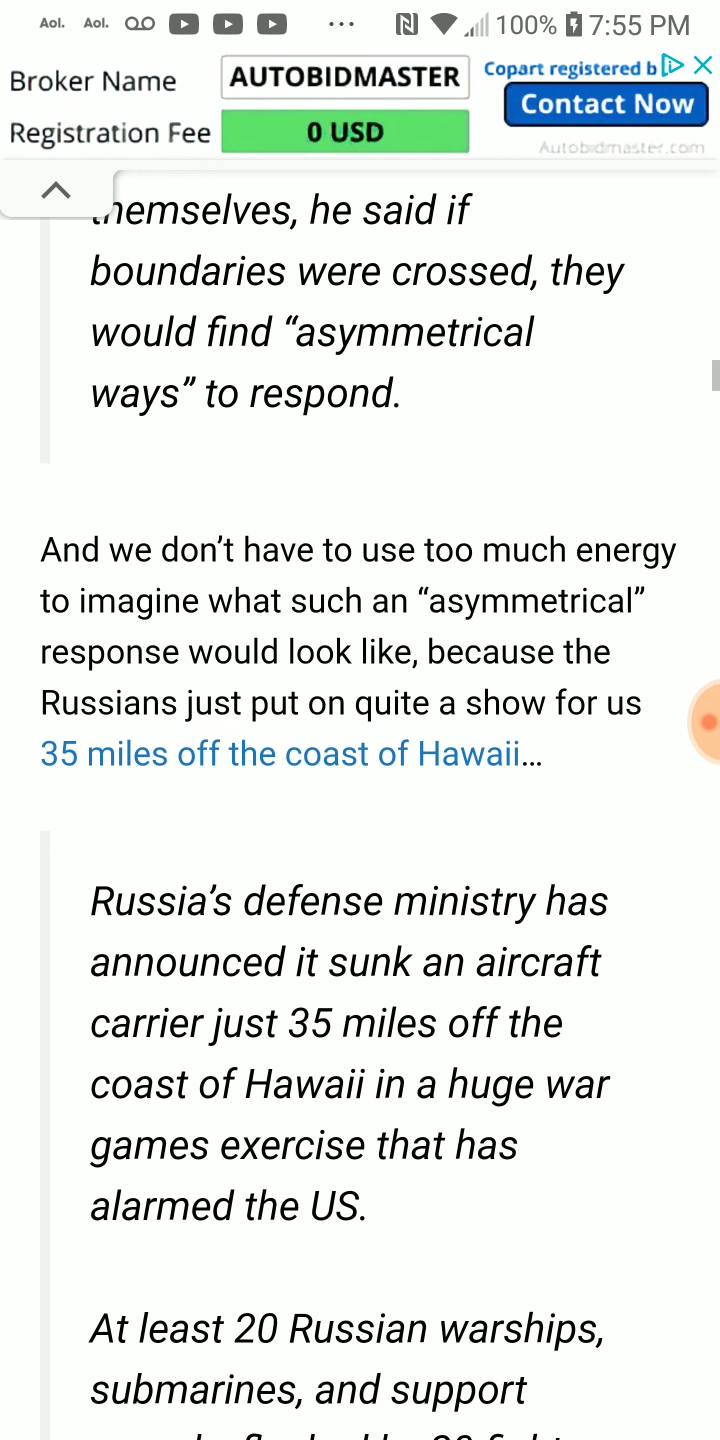 Aol. Aol. ... 100% 7:55 PM
Broker Name AUTOBIDMASTER Copart registered b
Contact Now
Registration Fee 0 USD
Autobidmaster.com
themselves, he said if
boundaries were crossed, they
would find “asymmetrical
ways” to respond.
And we don’t have to use too much energy
to imagine what such an “asymmetrical”
response would look like, because the
Russians just put on quite a show for us
35 miles off the coast of Hawaii...
Russia’s defense ministry has
announced it sunk an aircraft
carrier just 35 miles off the
coast of Hawaii in a huge war
games exercise that has
alarmed the US.
At least 20 Russian warships,
submarines, and support